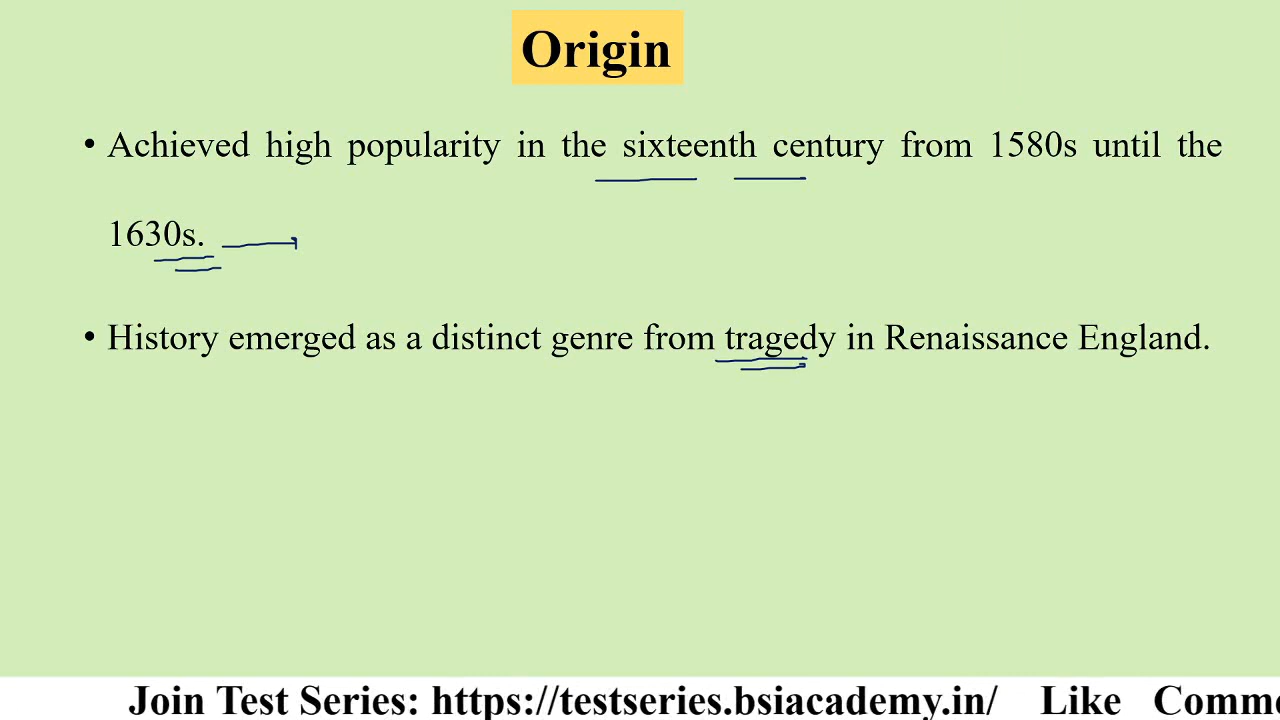 Origin
• Achieved high popularity in the sixteenth century from 1580s until the
1630s.
• History emerged as a distinct genre from tragedy in Renaissance England.
Join Test Series: https://testseries.bsiacademy.in/ Like Comme